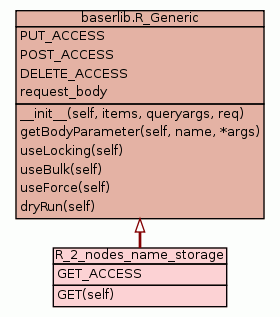 baserlib.R_Generic
PUT_ACCESS
POST_ACCESS
DELETE_ACCESS
request_body
__init__(self, items, queryargs, req)
getBodyParameter(self, name, *args)
useLocking(self)
useBulk(self)
useForce(self)
dryRun(self)
R_2_nodes_name_storage
GET_ACCESS
GET(self)